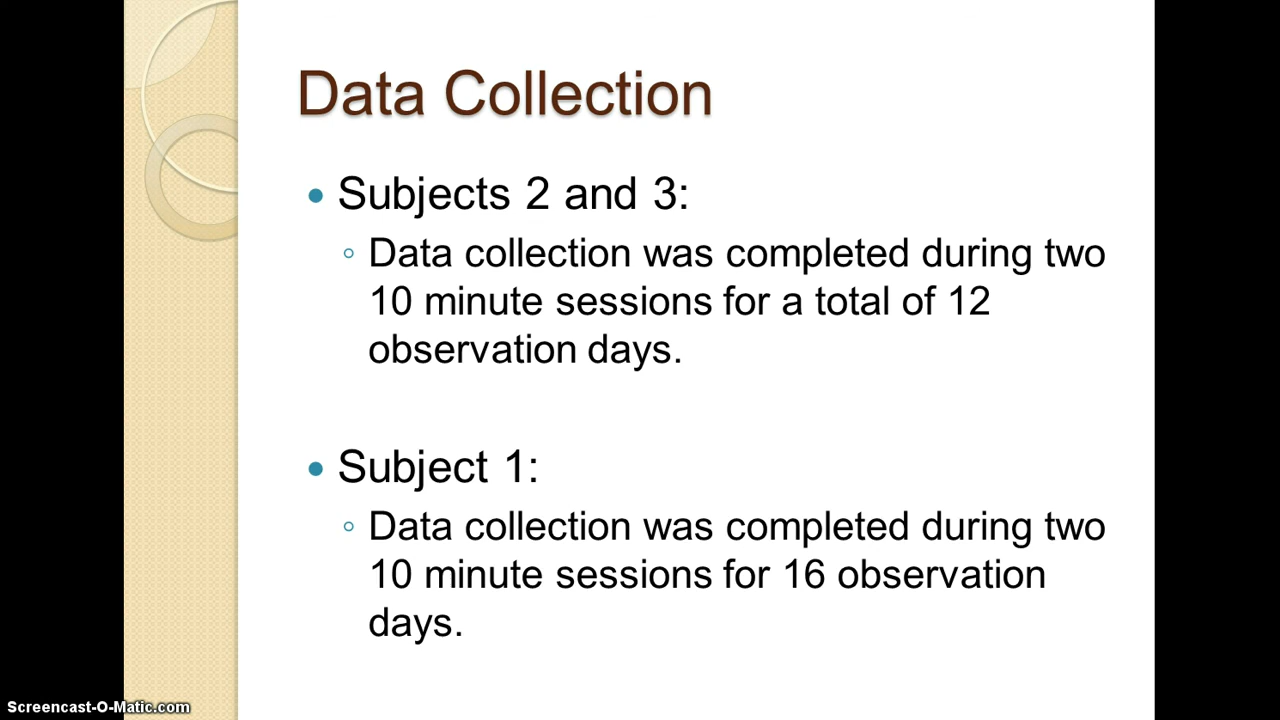 Data Collection
Subjects 2 and 3:
Data collection was completed during two
10 minute sessions for a total of 12
observation days.
Subject 1:
Data collection was completed during two
10 minute sessions for 16 observation
days.
Screencast-O-Matic.com